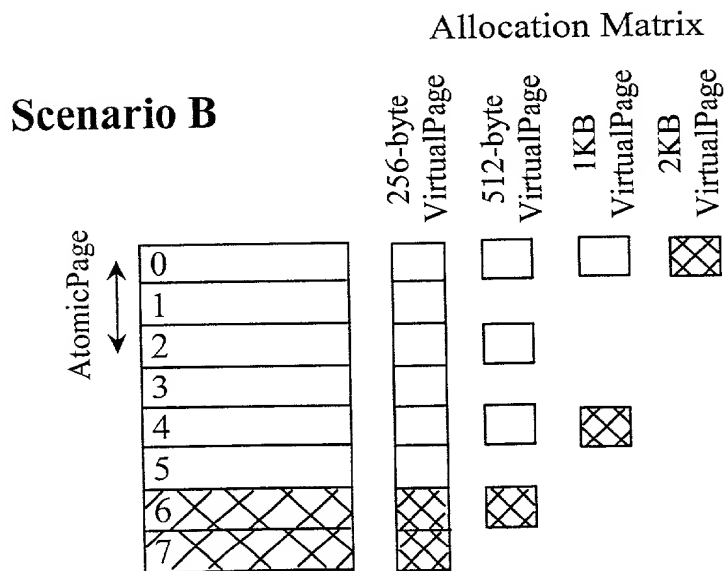 Allocation Matrix
Scenario B
256-byte
VirtualPage
512-byte
VirtualPage
1KB
VirtualPage
2KB
VirtualPage
AtomicPage
0
1
2
3
4
5
6
7